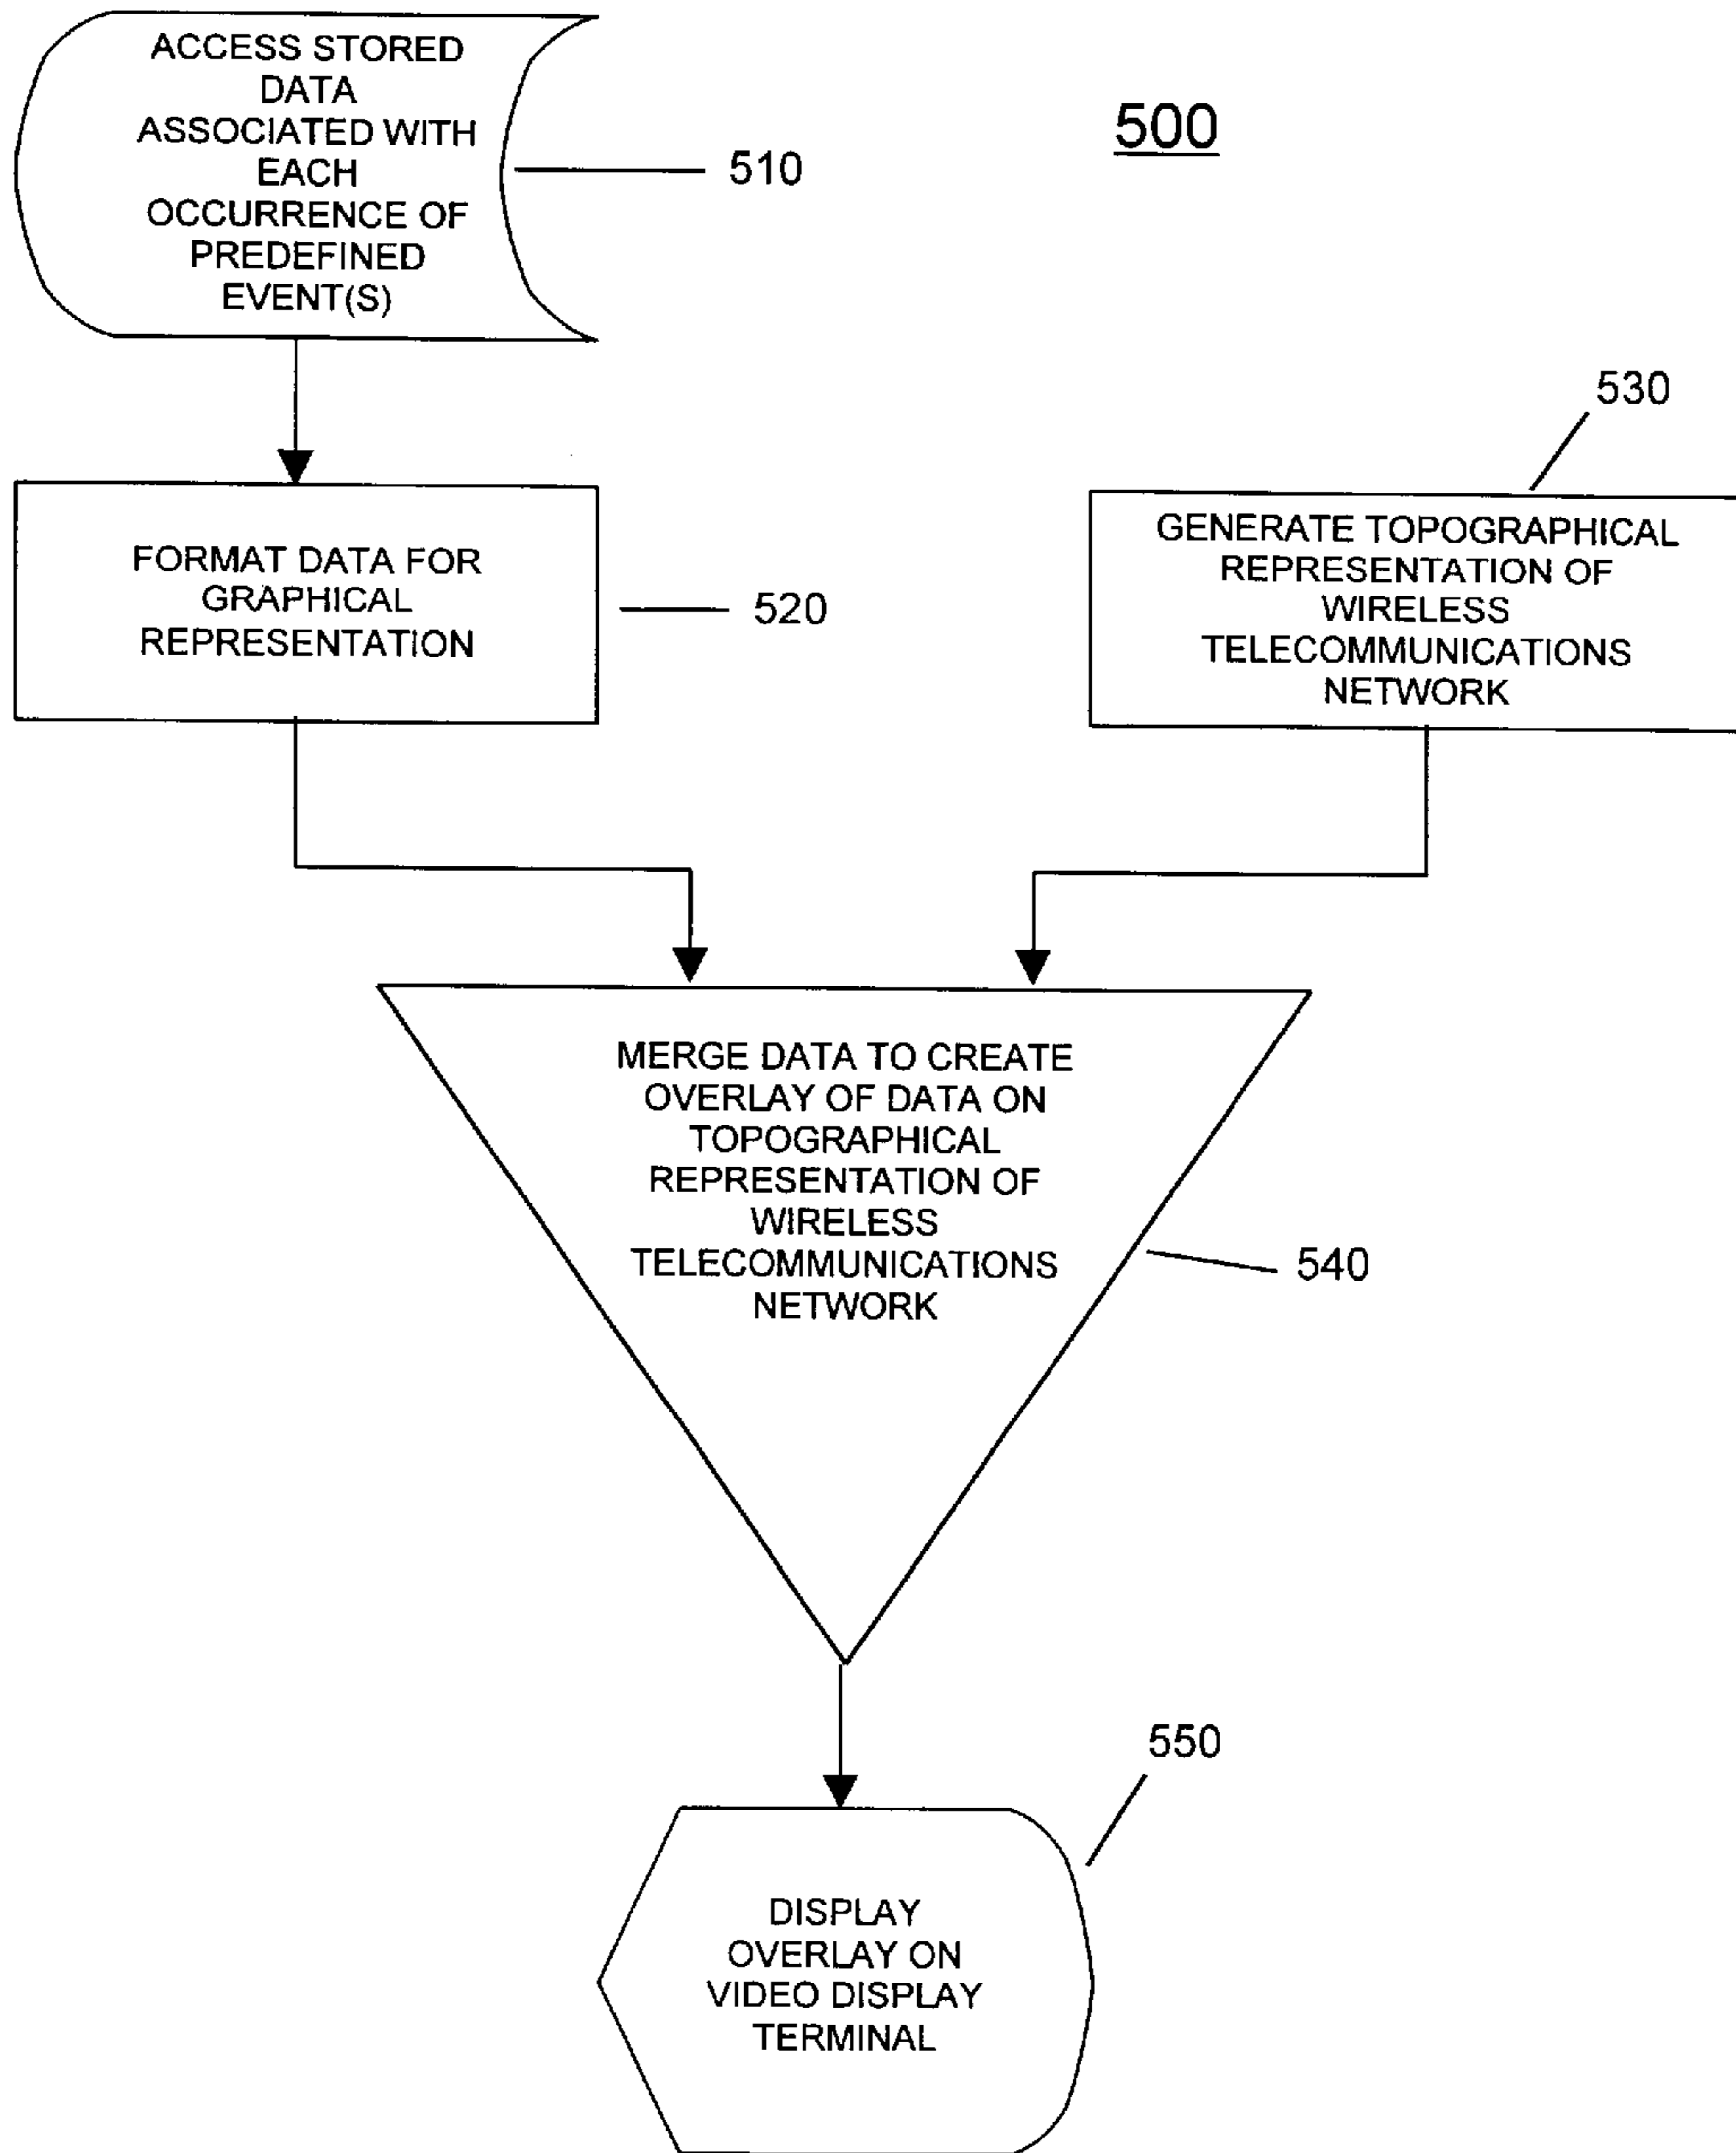 ACCESS STORED
DATA
ASSOCIATED WITH
EACH
OCCURRENCE OF
PREDEFINED
EVENT(S)
510
500
FORMAT DATA FOR
GRAPHICAL
REPRESENTATION
520
530
GENERATE TOPOGRAPHICAL
REPRESENTATION OF
WIRELESS
TELECOMMUNICATIONS
NETWORK
MERGE DATA TO CREATE
OVERLAY OF DATA ON
TOPOGRAPHICAL
REPRESENTATION OF
WIRELESS
TELECOMMUNICATIONS
NETWORK
540
550
DISPLAY
OVERLAY ON
VIDEO DISPLAY
TERMINAL